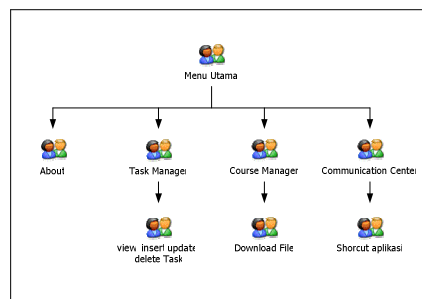 Menu Utama
About
Task Manager
Course Manager
Communication Center
view insert update
delete Task
Download File
Shorcut aplikasi